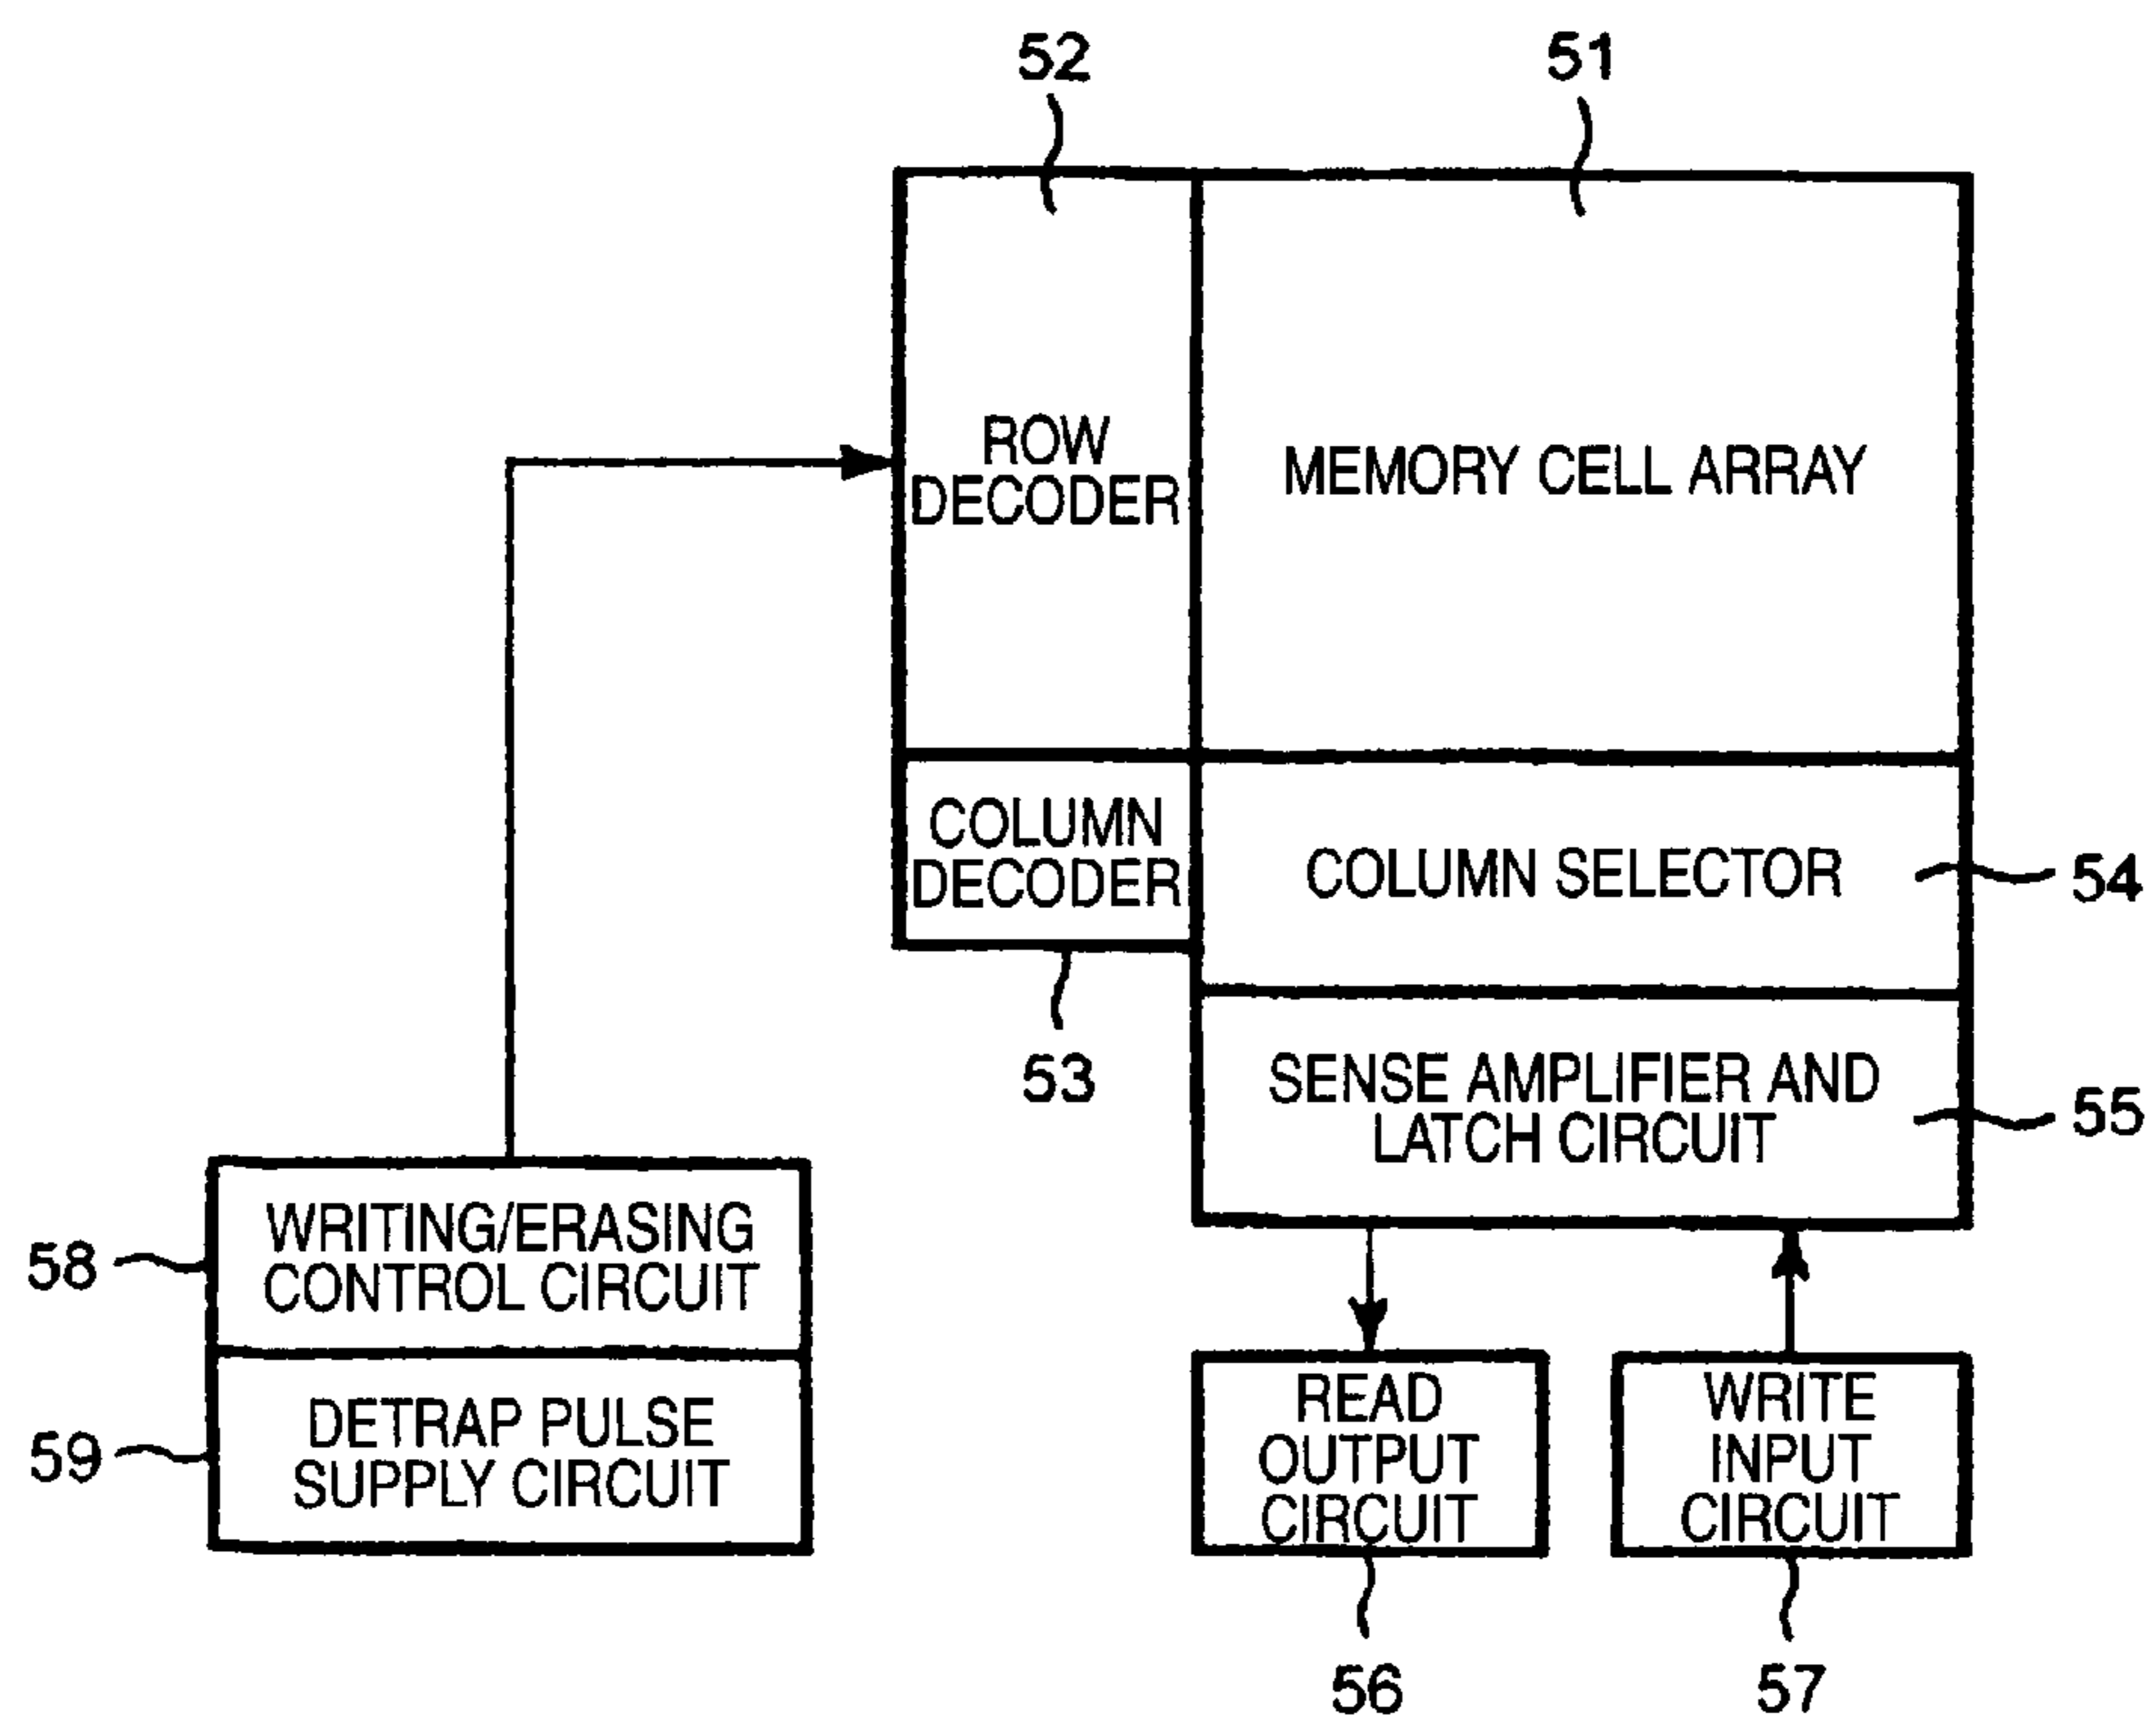 52
51
ROW
DECODER
MEMORY CELL ARRAY
COLUMN
DECODER
COLUMN SELECTOR
54
53
SENSE AMPLIFIER AND
LATCH CIRCUIT
55
58
WRITING/ERASING
CONTROL CIRCUIT
59
DETRAP PULSE
SUPPLY CIRCUIT
READ
OUTPUT
CIRCUIT
WRITE
INPUT
CIRCUIT
56
57